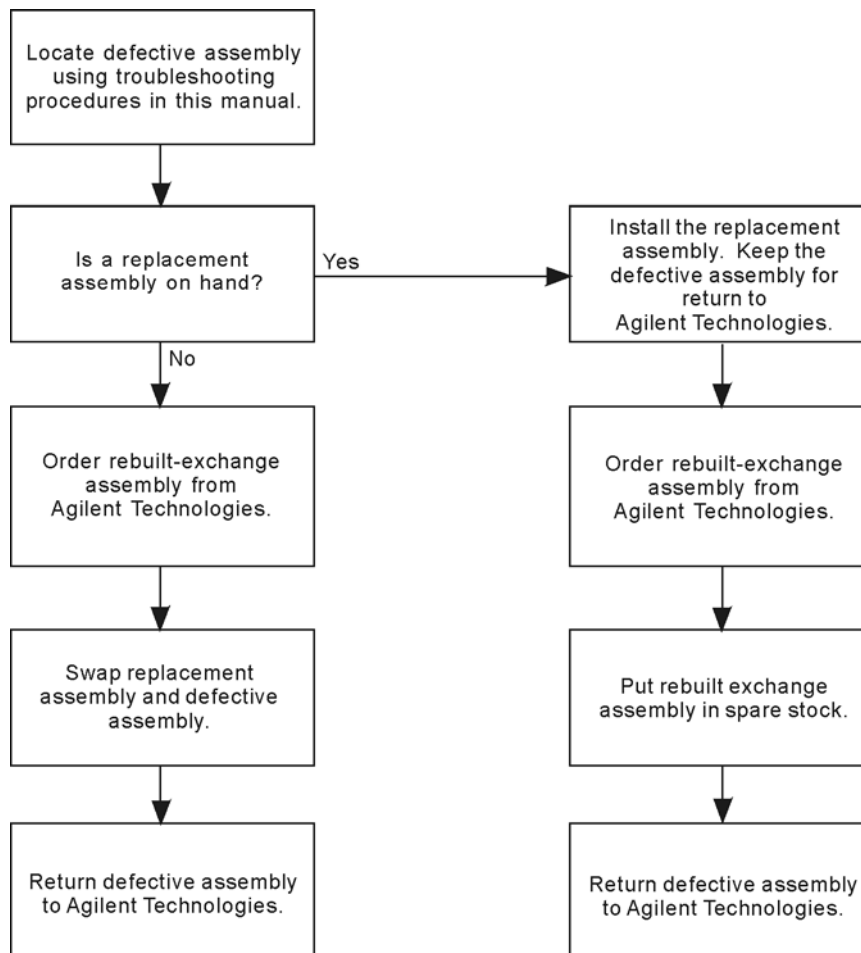 Locate defective assembly
using troubleshooting
procedures in this manual.
Is a replacement
assembly on hand?
Yes
Install the replacement
assembly. Keep the
defective assembly for
return to
Agilent Technologies.
No
Order rebuilt-exchange
assembly from
Agilent Technologies.
Order rebuilt-exchange
assembly from
Agilent Technologies.
Swap replacement
assembly and defective
assembly.
Put rebuilt exchange
assembly in spare stock.
Return defective assembly
to Agilent Technologies.
Return defective assembly
to Agilent Technologies.